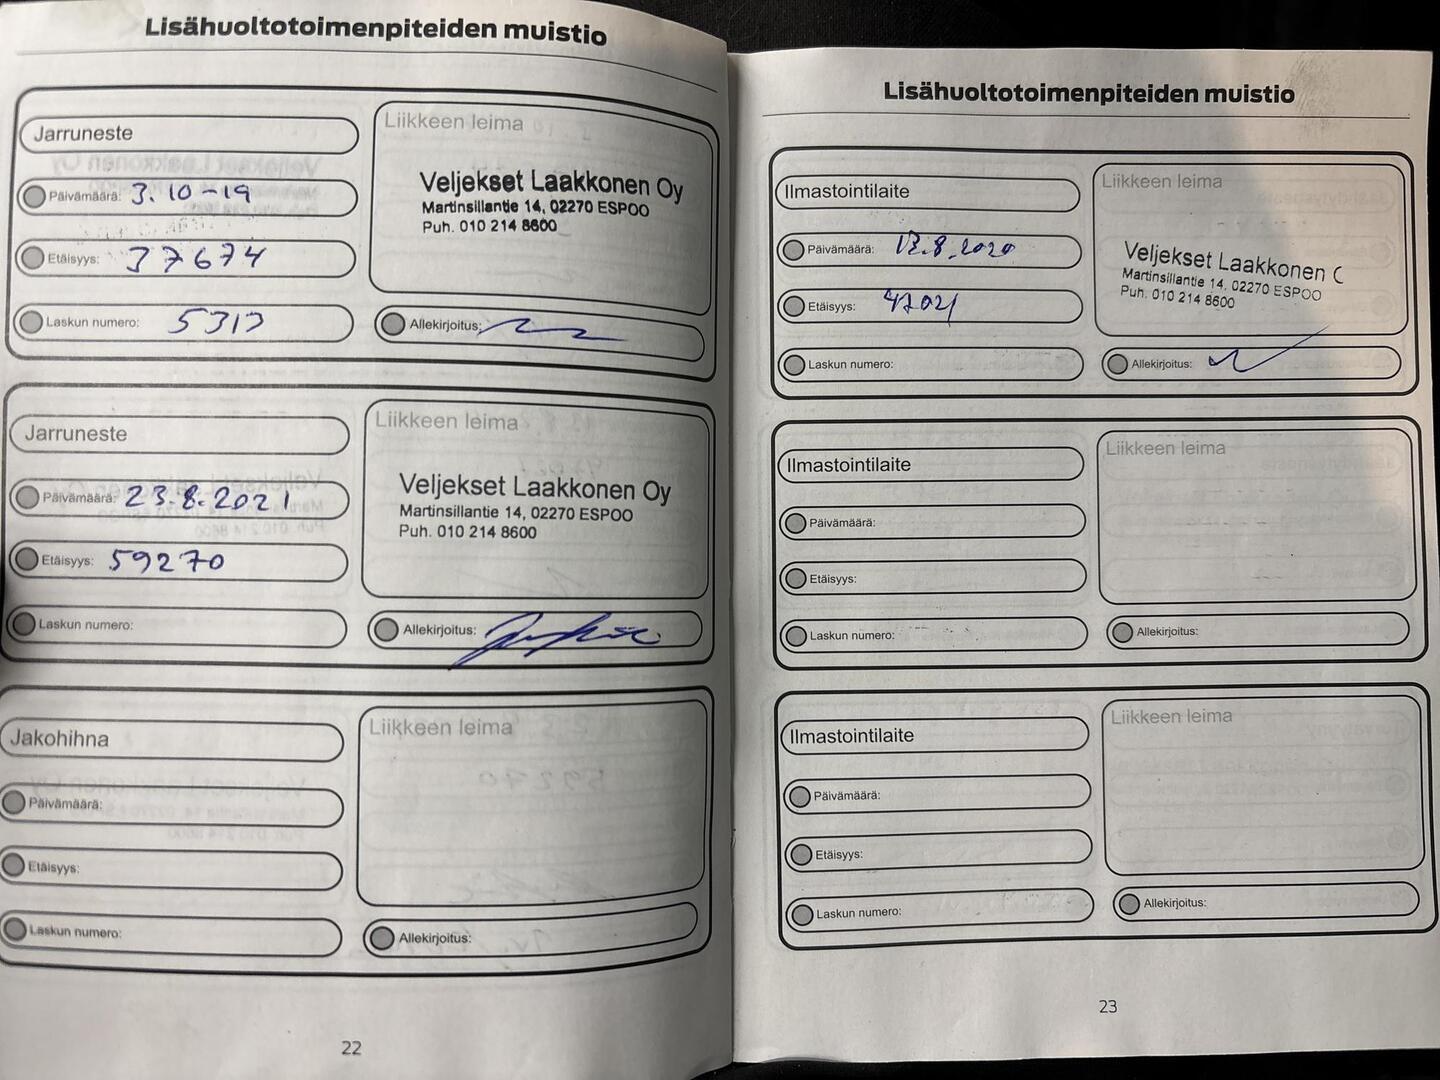 Lisähuoltotoimenpiteiden muistio
Jarruneste
Päivämäärä: 3.10-19
Etäisyys: 37674
Laskun numero:
Liikkeen leima
Veljekset Laakkonen Oy
Martinsillantie 14, 02270 ESPOO
Puh. 010 214 8600
Allekirjoitus:
Jarruneste
Päivämäärä: 23.8.2021
Etäisyys: 59270
Laskun numero:
Liikkeen leima
Veljekset Laakkonen Oy
Martinsillantie 14, 02270 ESPOO
Puh. 010 214 8600
Allekirjoitus:
Jakohihna
Päivämäärä:
Etäisyys:
Laskun numero:
Liikkeen leima
Allekirjoitus:
22
Lisähuoltotoimenpiteiden muistio
Ilmastointilaite
Päivämäärä:
Etäisyys: 47021
Laskun numero:
Liikkeen leima
Veljekset Laakkonen
Martinsillantie 14, 02270 ESPOO
Puh. 010 214 8600
Allekirjoitus:
Ilmastointilaite
Päivämäärä:
Etäisyys:
Laskun numero:
Liikkeen leima
Allekirjoitus:
Ilmastointilaite
Päivämäärä:
Etäisyys:
Laskun numero:
Liikkeen leima
Allekirjoitus:
23